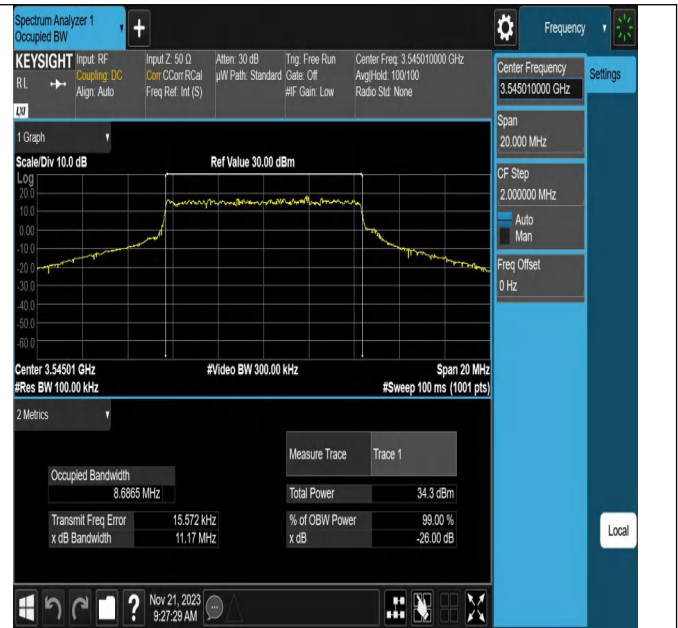 Spectrum Analyzer 1
Occupied BW
Frequency
KEYSIGHT
RL
Input: RF
Coupling: DC
Align: Auto
Input Z: 50 Ω
Corr CCorr RCal
Freq Ref: Int (S)
Atten: 30 dB
µW Path: Standard
Trig: Free Run
Gate: Off
#IF Gain: Low
Center Freq: 3.545010000 GHz
Avg|Hold: 100/100
Radio Std: None
LNI
1 Graph
Scale/Div 10.0 dB
Ref Value 30.00 dBm
Log
20.0
10.0
0.00
-10.0
-20.0
-30.0
-40.0
-50.0
-60.0
Center 3.54501 GHz
#Video BW 300.00 kHz
Span 20 MHz
#Res BW 100.00 kHz
#Sweep 100 ms (1001 pts)
2 Metrics
Occupied Bandwidth
8.6865 MHz
Transmit Freq Error 15.572 kHz
x dB Bandwidth 11.17 MHz
Measure Trace Trace 1
Total Power 34.3 dBm
% of OBW Power 99.00 %
x dB -26.00 dB
Center Frequency
3.545010000 GHz
Settings
Span
20.000 MHz
CF Step
2.000000 MHz
Auto
Man
Freq Offset
0 Hz
Local
?
Nov 21, 2023
9:27:29 AM